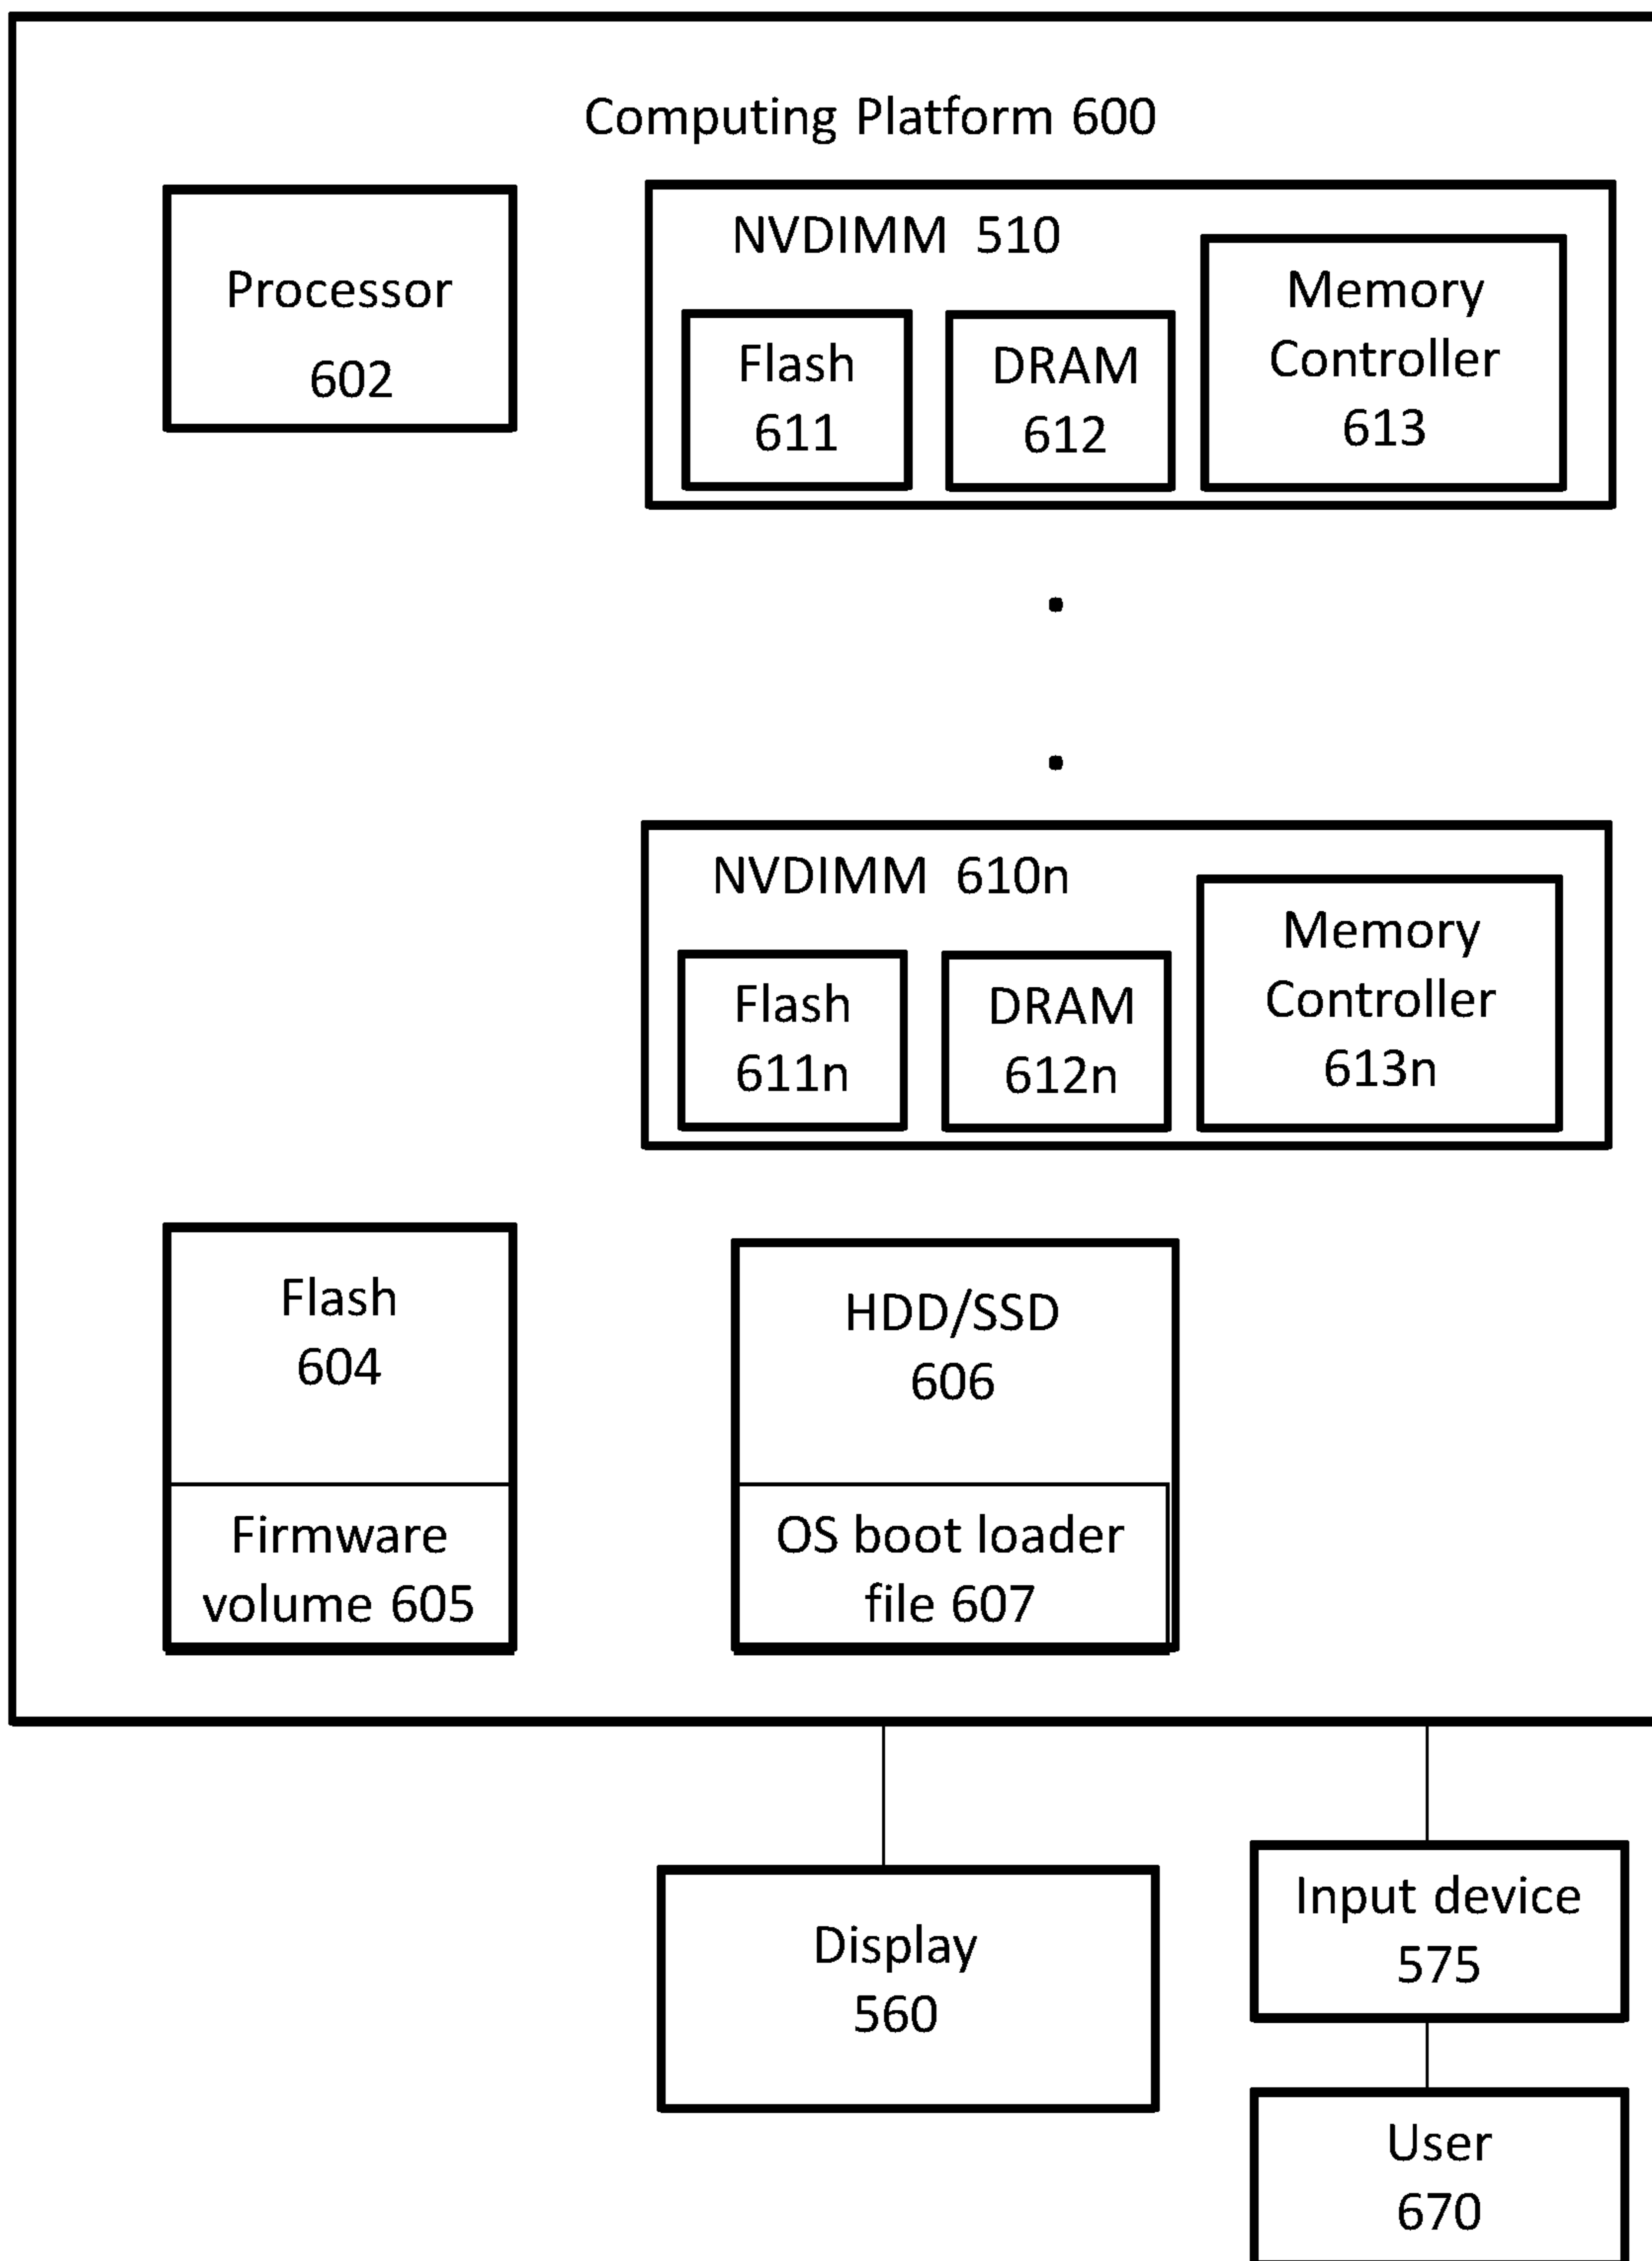 Computing Platform 600
Processor
602
NVDIMM 510
Flash
611
DRAM
612
Memory
Controller
613
NVDIMM 610n
Flash
611n
DRAM
612n
Memory
Controller
613n
Flash
604
Firmware
volume 605
HDD/SSD
606
OS boot loader
file 607
Display
560
Input device
575
User
670